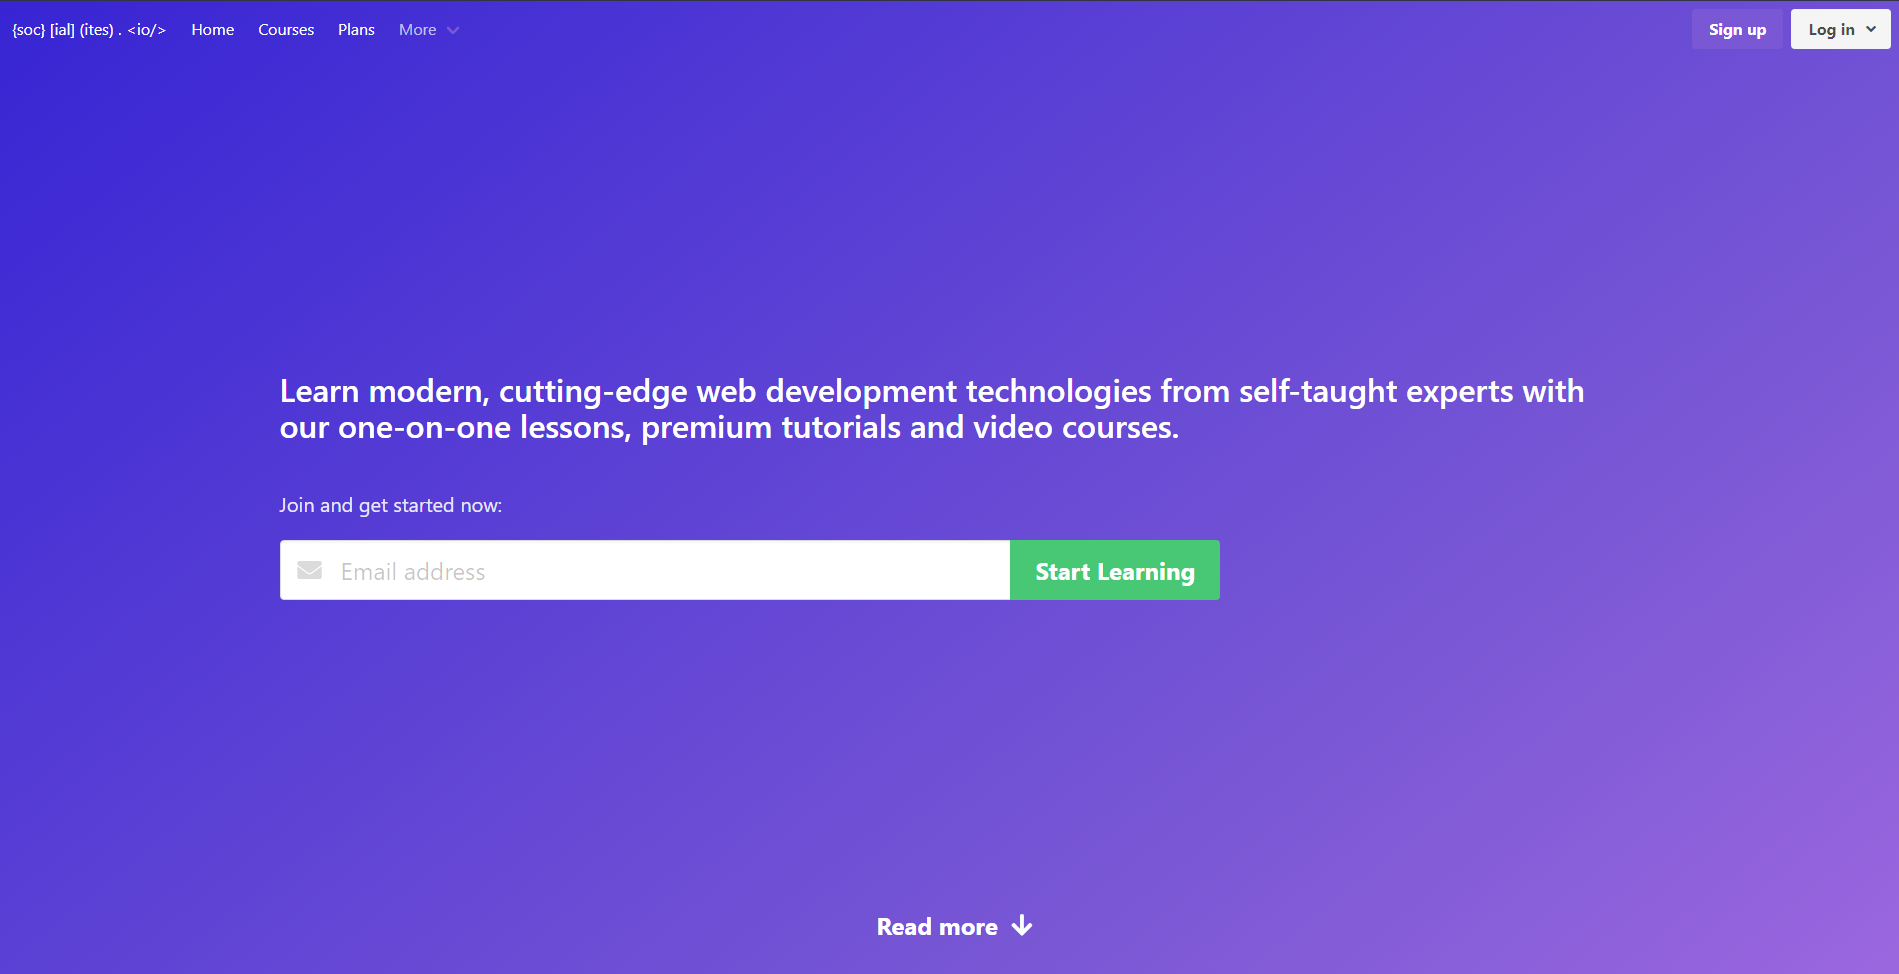 {soc} [ial] (ites) . <io/> Home Courses Plans More Sign up Log in
Learn modern, cutting-edge web development technologies from self-taught experts with
our one-on-one lessons, premium tutorials and video courses.
Join and get started now:
Email address Start Learning
Read more